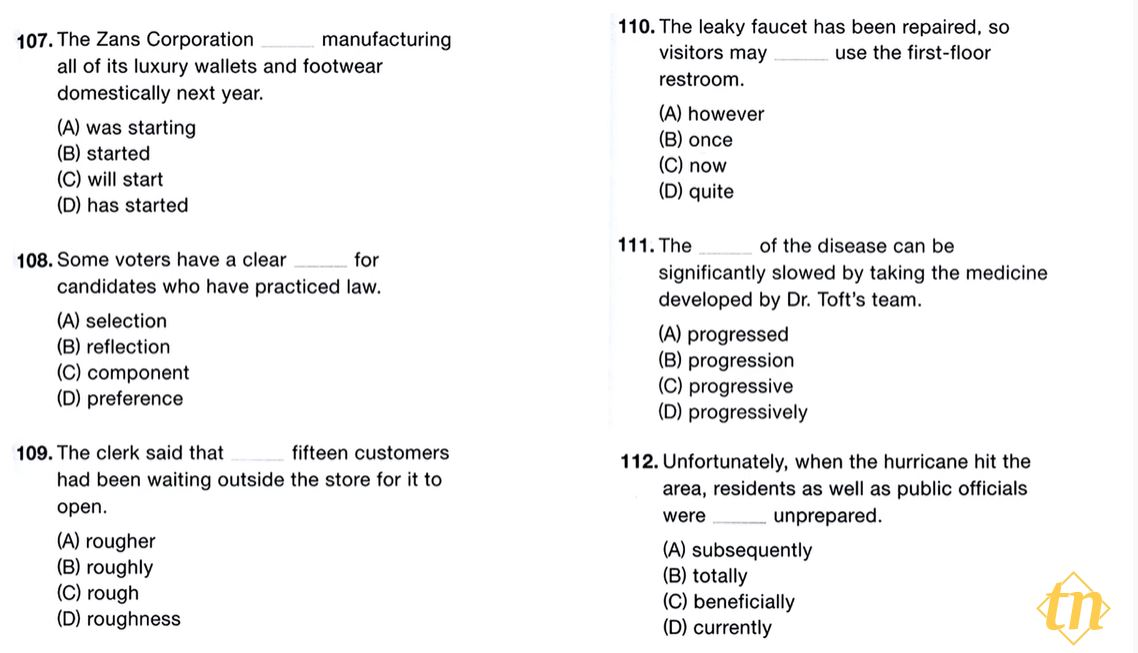 107. The Zans Corporation ______ manufacturing
all of its luxury wallets and footwear
domestically next year.
(A) was starting
(B) started
(C) will start
(D) has started
108. Some voters have a clear ______ for
candidates who have practiced law.
(A) selection
(B) reflection
(C) component
(D) preference
109. The clerk said that ______ fifteen customers
had been waiting outside the store for it to
open.
(A) rougher
(B) roughly
(C) rough
(D) roughness
110. The leaky faucet has been repaired, so
visitors may ______ use the first-floor
restroom.
(A) however
(B) once
(C) now
(D) quite
111. The ______ of the disease can be
significantly slowed by taking the medicine
developed by Dr. Toft's team.
(A) progressed
(B) progression
(C) progressive
(D) progressively
112. Unfortunately, when the hurricane hit the
area, residents as well as public officials
were ______ unprepared.
(A) subsequently
(B) totally
(C) beneficially
(D) currently
tn